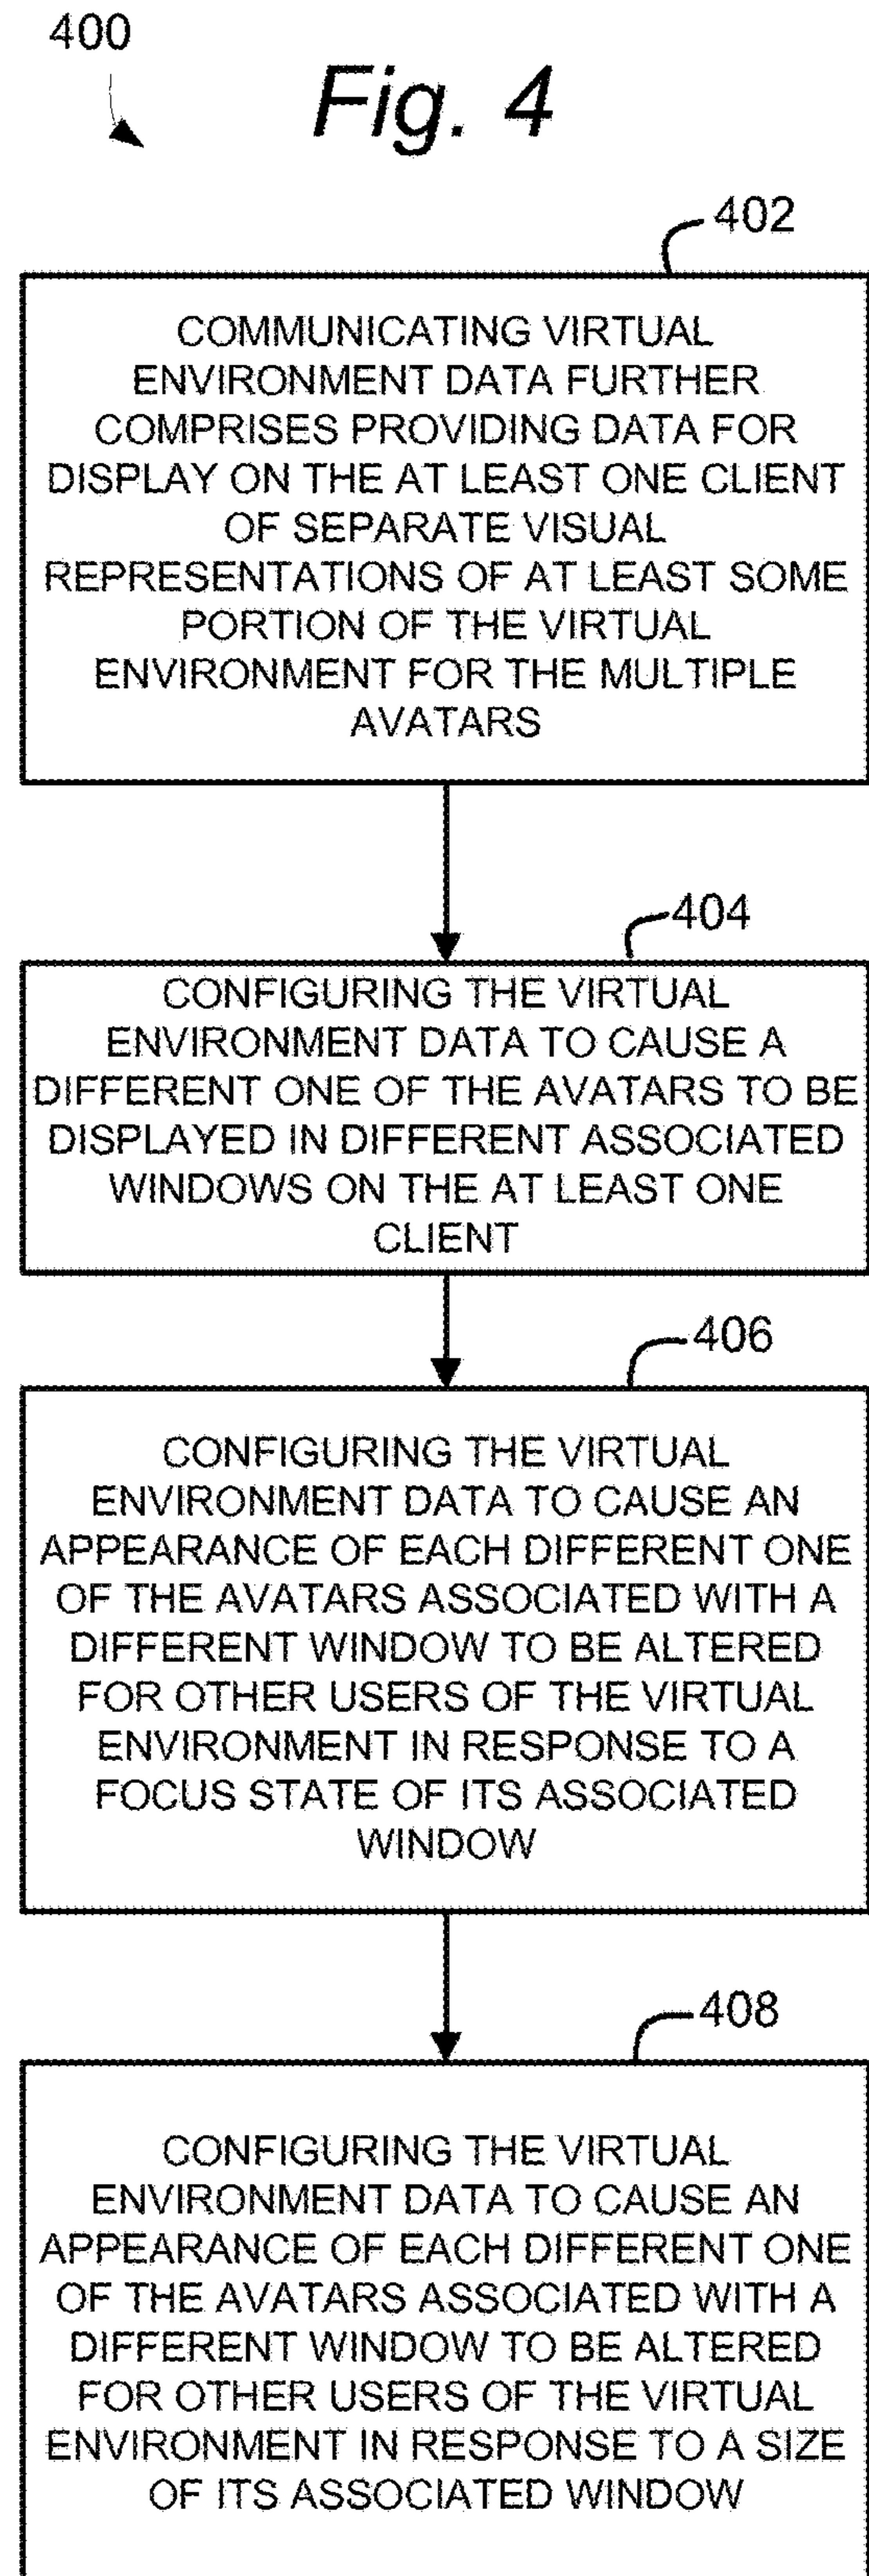 400
Fig. 4
402
COMMUNICATING VIRTUAL
ENVIRONMENT DATA FURTHER
COMPRISES PROVIDING DATA FOR
DISPLAY ON THE AT LEAST ONE CLIENT
OF SEPARATE VISUAL
REPRESENTATIONS OF AT LEAST SOME
PORTION OF THE VIRTUAL
ENVIRONMENT FOR THE MULTIPLE
AVATARS
404
CONFIGURING THE VIRTUAL
ENVIRONMENT DATA TO CAUSE A
DIFFERENT ONE OF THE AVATARS TO BE
DISPLAYED IN DIFFERENT ASSOCIATED
WINDOWS ON THE AT LEAST ONE
CLIENT
406
CONFIGURING THE VIRTUAL
ENVIRONMENT DATA TO CAUSE AN
APPEARANCE OF EACH DIFFERENT ONE
OF THE AVATARS ASSOCIATED WITH A
DIFFERENT WINDOW TO BE ALTERED
FOR OTHER USERS OF THE VIRTUAL
ENVIRONMENT IN RESPONSE TO A
FOCUS STATE OF ITS ASSOCIATED
WINDOW
408
CONFIGURING THE VIRTUAL
ENVIRONMENT DATA TO CAUSE AN
APPEARANCE OF EACH DIFFERENT ONE
OF THE AVATARS ASSOCIATED WITH A
DIFFERENT WINDOW TO BE ALTERED
FOR OTHER USERS OF THE VIRTUAL
ENVIRONMENT IN RESPONSE TO A SIZE
OF ITS ASSOCIATED WINDOW